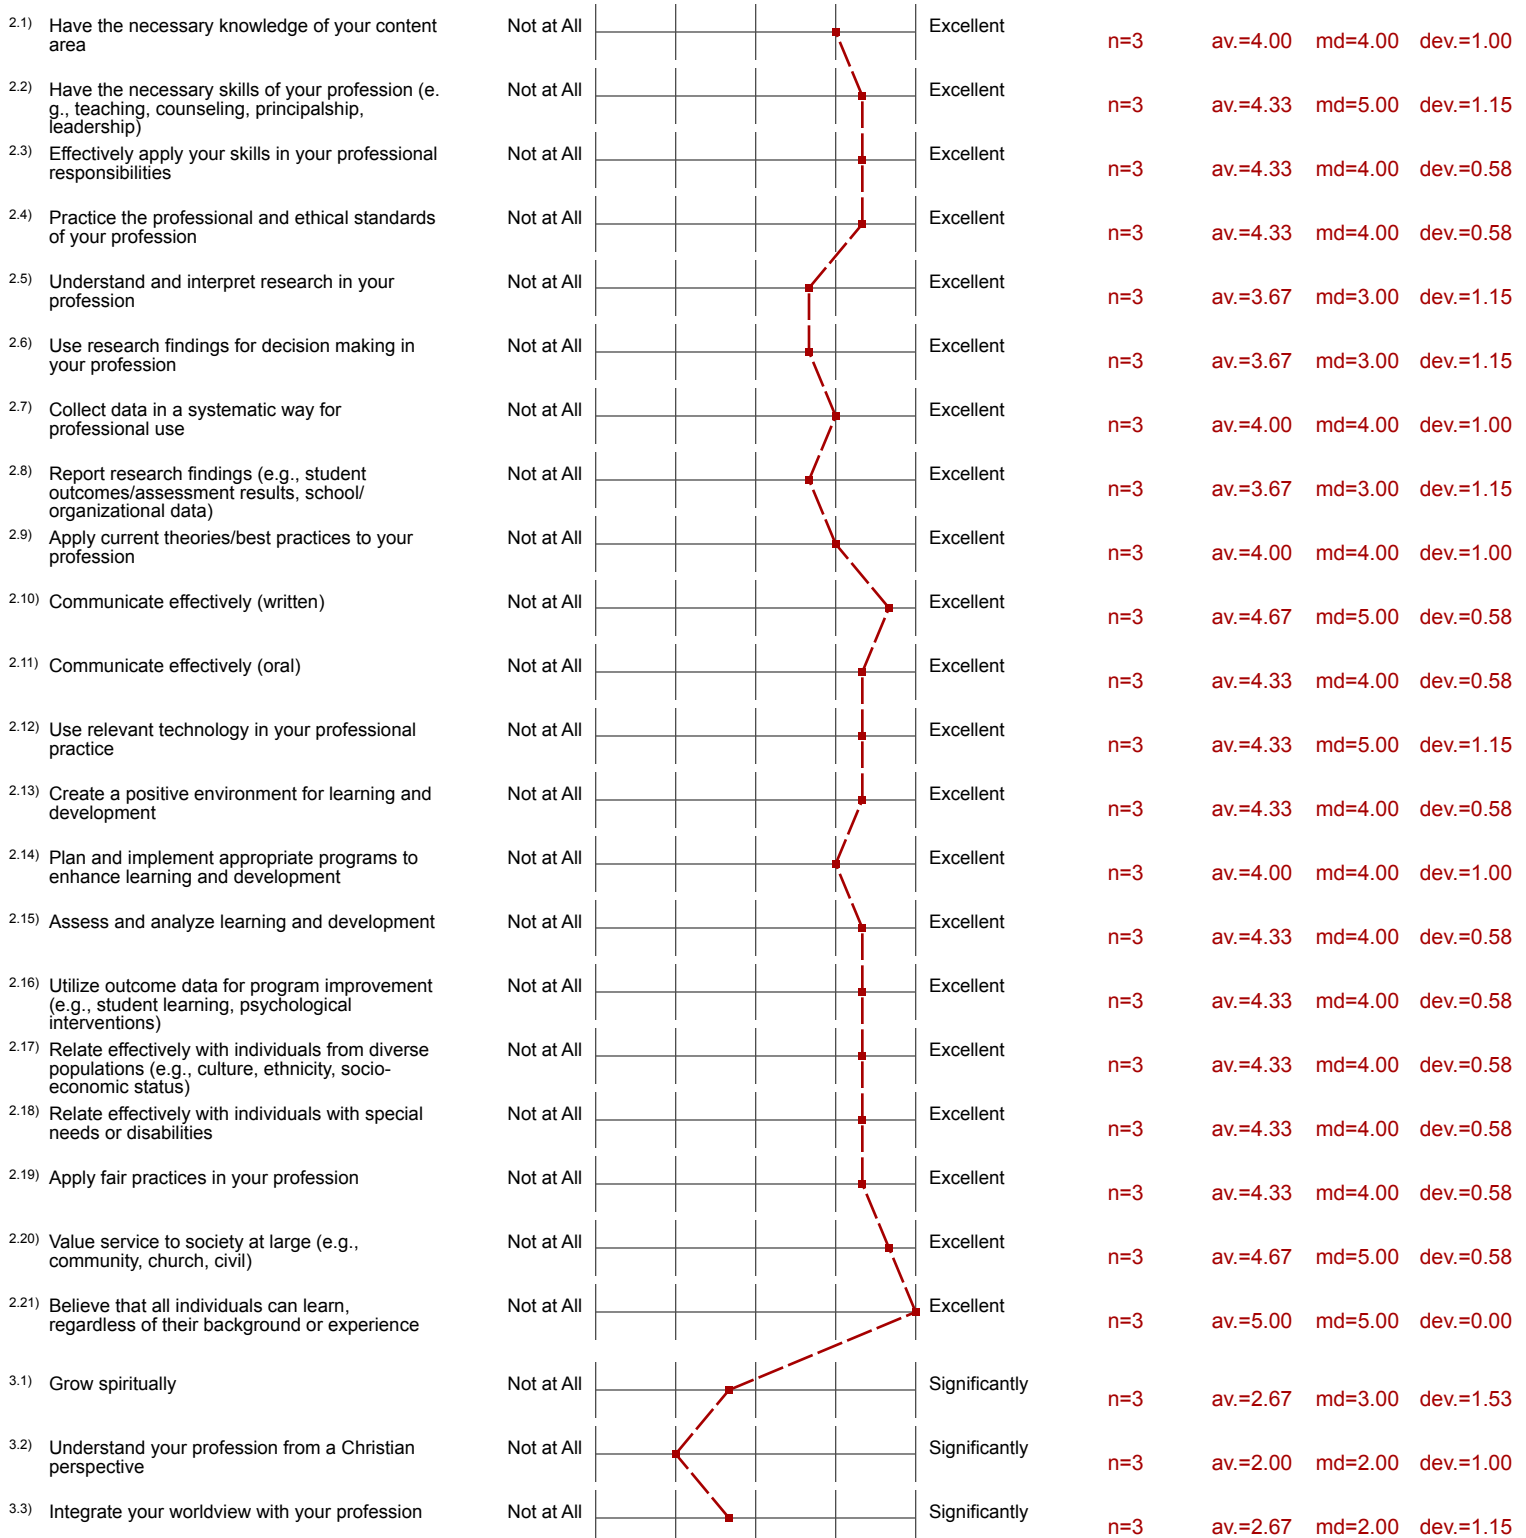 2.1) Have the necessary knowledge of your content Not at All Excellent
area
n=3 av.=4.00 md=4.00 dev.=1.00
2.2) Have the necessary skills of your profession (e. Not at All Excellent
g., teaching, counseling, principalship,
leadership)
n=3 av.=4.33 md=5.00 dev.=1.15
2.3) Effectively apply your skills in your professional Not at All Excellent
responsibilities
n=3 av.=4.33 md=4.00 dev.=0.58
2.4) Practice the professional and ethical standards Not at All Excellent
of your profession
n=3 av.=4.33 md=4.00 dev.=0.58
2.5) Understand and interpret research in your Not at All Excellent
profession
n=3 av.=3.67 md=3.00 dev.=1.15
2.6) Use research findings for decision making in Not at All Excellent
your profession
n=3 av.=3.67 md=3.00 dev.=1.15
2.7) Collect data in a systematic way for Not at All Excellent
professional use
n=3 av.=4.00 md=4.00 dev.=1.00
2.8) Report research findings (e.g., student Not at All Excellent
outcomes/assessment results, school/
organizational data)
n=3 av.=3.67 md=3.00 dev.=1.15
2.9) Apply current theories/best practices to your Not at All Excellent
profession
n=3 av.=4.00 md=4.00 dev.=1.00
2.10) Communicate effectively (written) Not at All Excellent
n=3 av.=4.67 md=5.00 dev.=0.58
2.11) Communicate effectively (oral) Not at All Excellent
n=3 av.=4.33 md=4.00 dev.=0.58
2.12) Use relevant technology in your professional Not at All Excellent
practice
n=3 av.=4.33 md=5.00 dev.=1.15
2.13) Create a positive environment for learning and Not at All Excellent
development
n=3 av.=4.33 md=4.00 dev.=0.58
2.14) Plan and implement appropriate programs to Not at All Excellent
enhance learning and development
n=3 av.=4.00 md=4.00 dev.=1.00
2.15) Assess and analyze learning and development Not at All Excellent
n=3 av.=4.33 md=4.00 dev.=0.58
2.16) Utilize outcome data for program improvement Not at All Excellent
(e.g., student learning, psychological
interventions)
n=3 av.=4.33 md=4.00 dev.=0.58
2.17) Relate effectively with individuals from diverse Not at All Excellent
populations (e.g., culture, ethnicity, socio-
economic status)
n=3 av.=4.33 md=4.00 dev.=0.58
2.18) Relate effectively with individuals with special Not at All Excellent
needs or disabilities
n=3 av.=4.33 md=4.00 dev.=0.58
2.19) Apply fair practices in your profession Not at All Excellent
n=3 av.=4.33 md=4.00 dev.=0.58
2.20) Value service to society at large (e.g., Not at All Excellent
community, church, civil)
n=3 av.=4.67 md=5.00 dev.=0.58
2.21) Believe that all individuals can learn, Not at All Excellent
regardless of their background or experience
n=3 av.=5.00 md=5.00 dev.=0.00
3.1) Grow spiritually Not at All Significantly
n=3 av.=2.67 md=3.00 dev.=1.53
3.2) Understand your profession from a Christian Not at All Significantly
perspective
n=3 av.=2.00 md=2.00 dev.=1.00
3.3) Integrate your worldview with your profession Not at All Significantly
n=3 av.=2.67 md=2.00 dev.=1.15